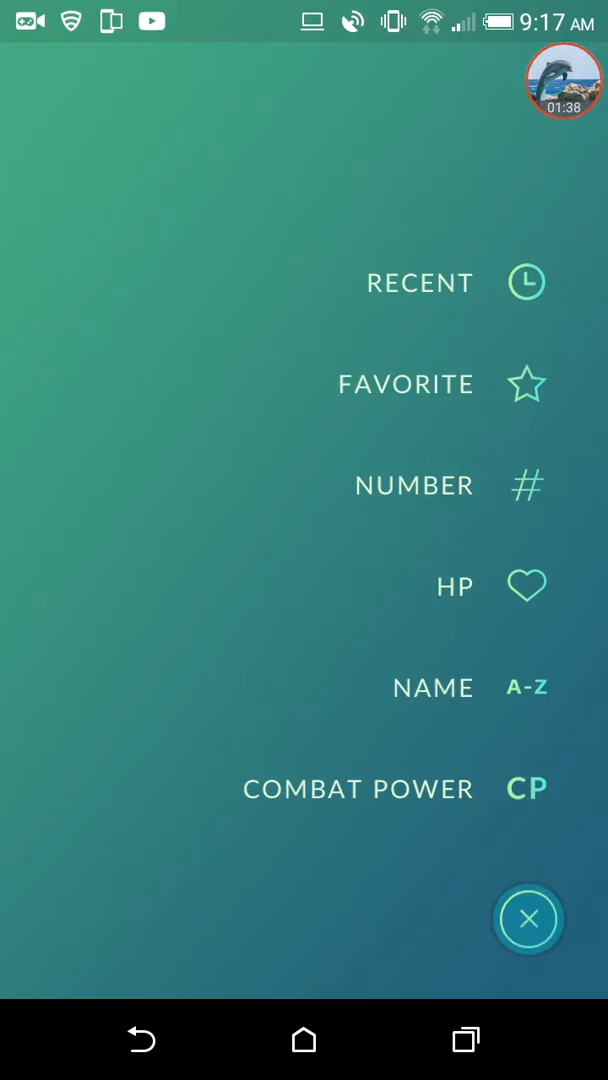 9:17 AM
01:38
RECENT
FAVORITE
NUMBER #
HP
NAME A-Z
COMBAT POWER CP